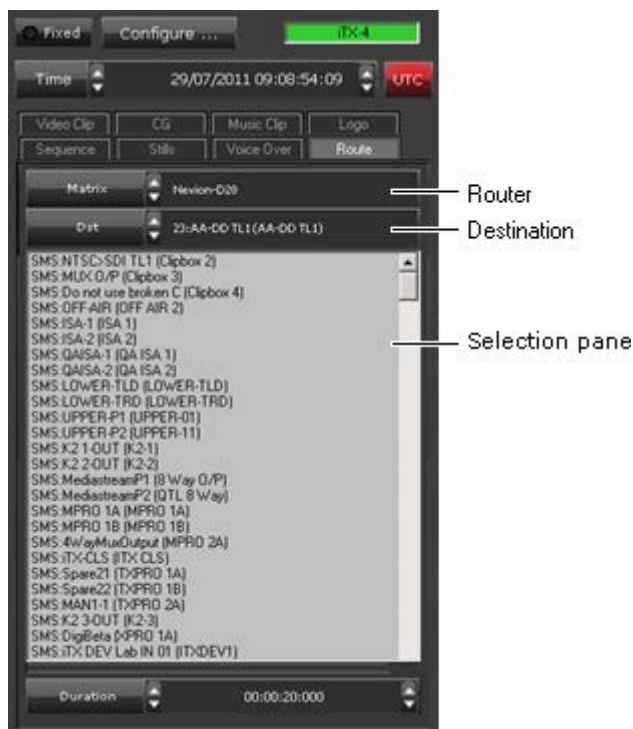 Fixed Configure ... iTX-4
Time 29/07/2011 09:08:54:09 UTC
Video Clip CG Music Clip Logo
Sequence Stills Voice Over Route
Matrix Nevion-D28 Router
Dst 23:AA-DD TL1(AA-DD TL1) Destination
SMS:NTSC>SDI TL1 (Clipbox 2)
SMS:MUX O/P (Clipbox 3)
SMS:Do not use broken C (Clipbox 4)
SMS:OFF-AIR (OFF AIR 2)
SMS:ISA-1 (ISA 1)
SMS:ISA-2 (ISA 2)
SMS:QAISA-1 (QA ISA 1)
SMS:QAISA-2 (QA ISA 2)
SMS:LOWER-TLD (LOWER-TLD)
SMS:LOWER-TRD (LOWER-TRD)
SMS:UPPER-P1 (UPPER-01)
SMS:UPPER-P2 (UPPER-11)
SMS:K2 1-OUT (K2-1)
SMS:K2 2-OUT (K2-2)
SMS:MediastreamP1 (8 Way O/P)
SMS:MediastreamP2 (QTL 8 Way)
SMS:MPRO 1A (MPRO 1A)
SMS:MPRO 1B (MPRO 1B)
SMS:4WayMuxOutput (MPRO 2A)
SMS:iTX-CLS (ITX CLS)
SMS:Spare21 (TXPRO 1A)
SMS:Spare22 (TXPRO 1B)
SMS:MAN1-1 (TXPRO 2A)
SMS:K2 3-OUT (K2-3)
SMS:DigiBeta (XPRO 1A)
SMS:iTX DEV Lab IN 01 (ITXDEV1)
Selection pane
Duration 00:00:20:000